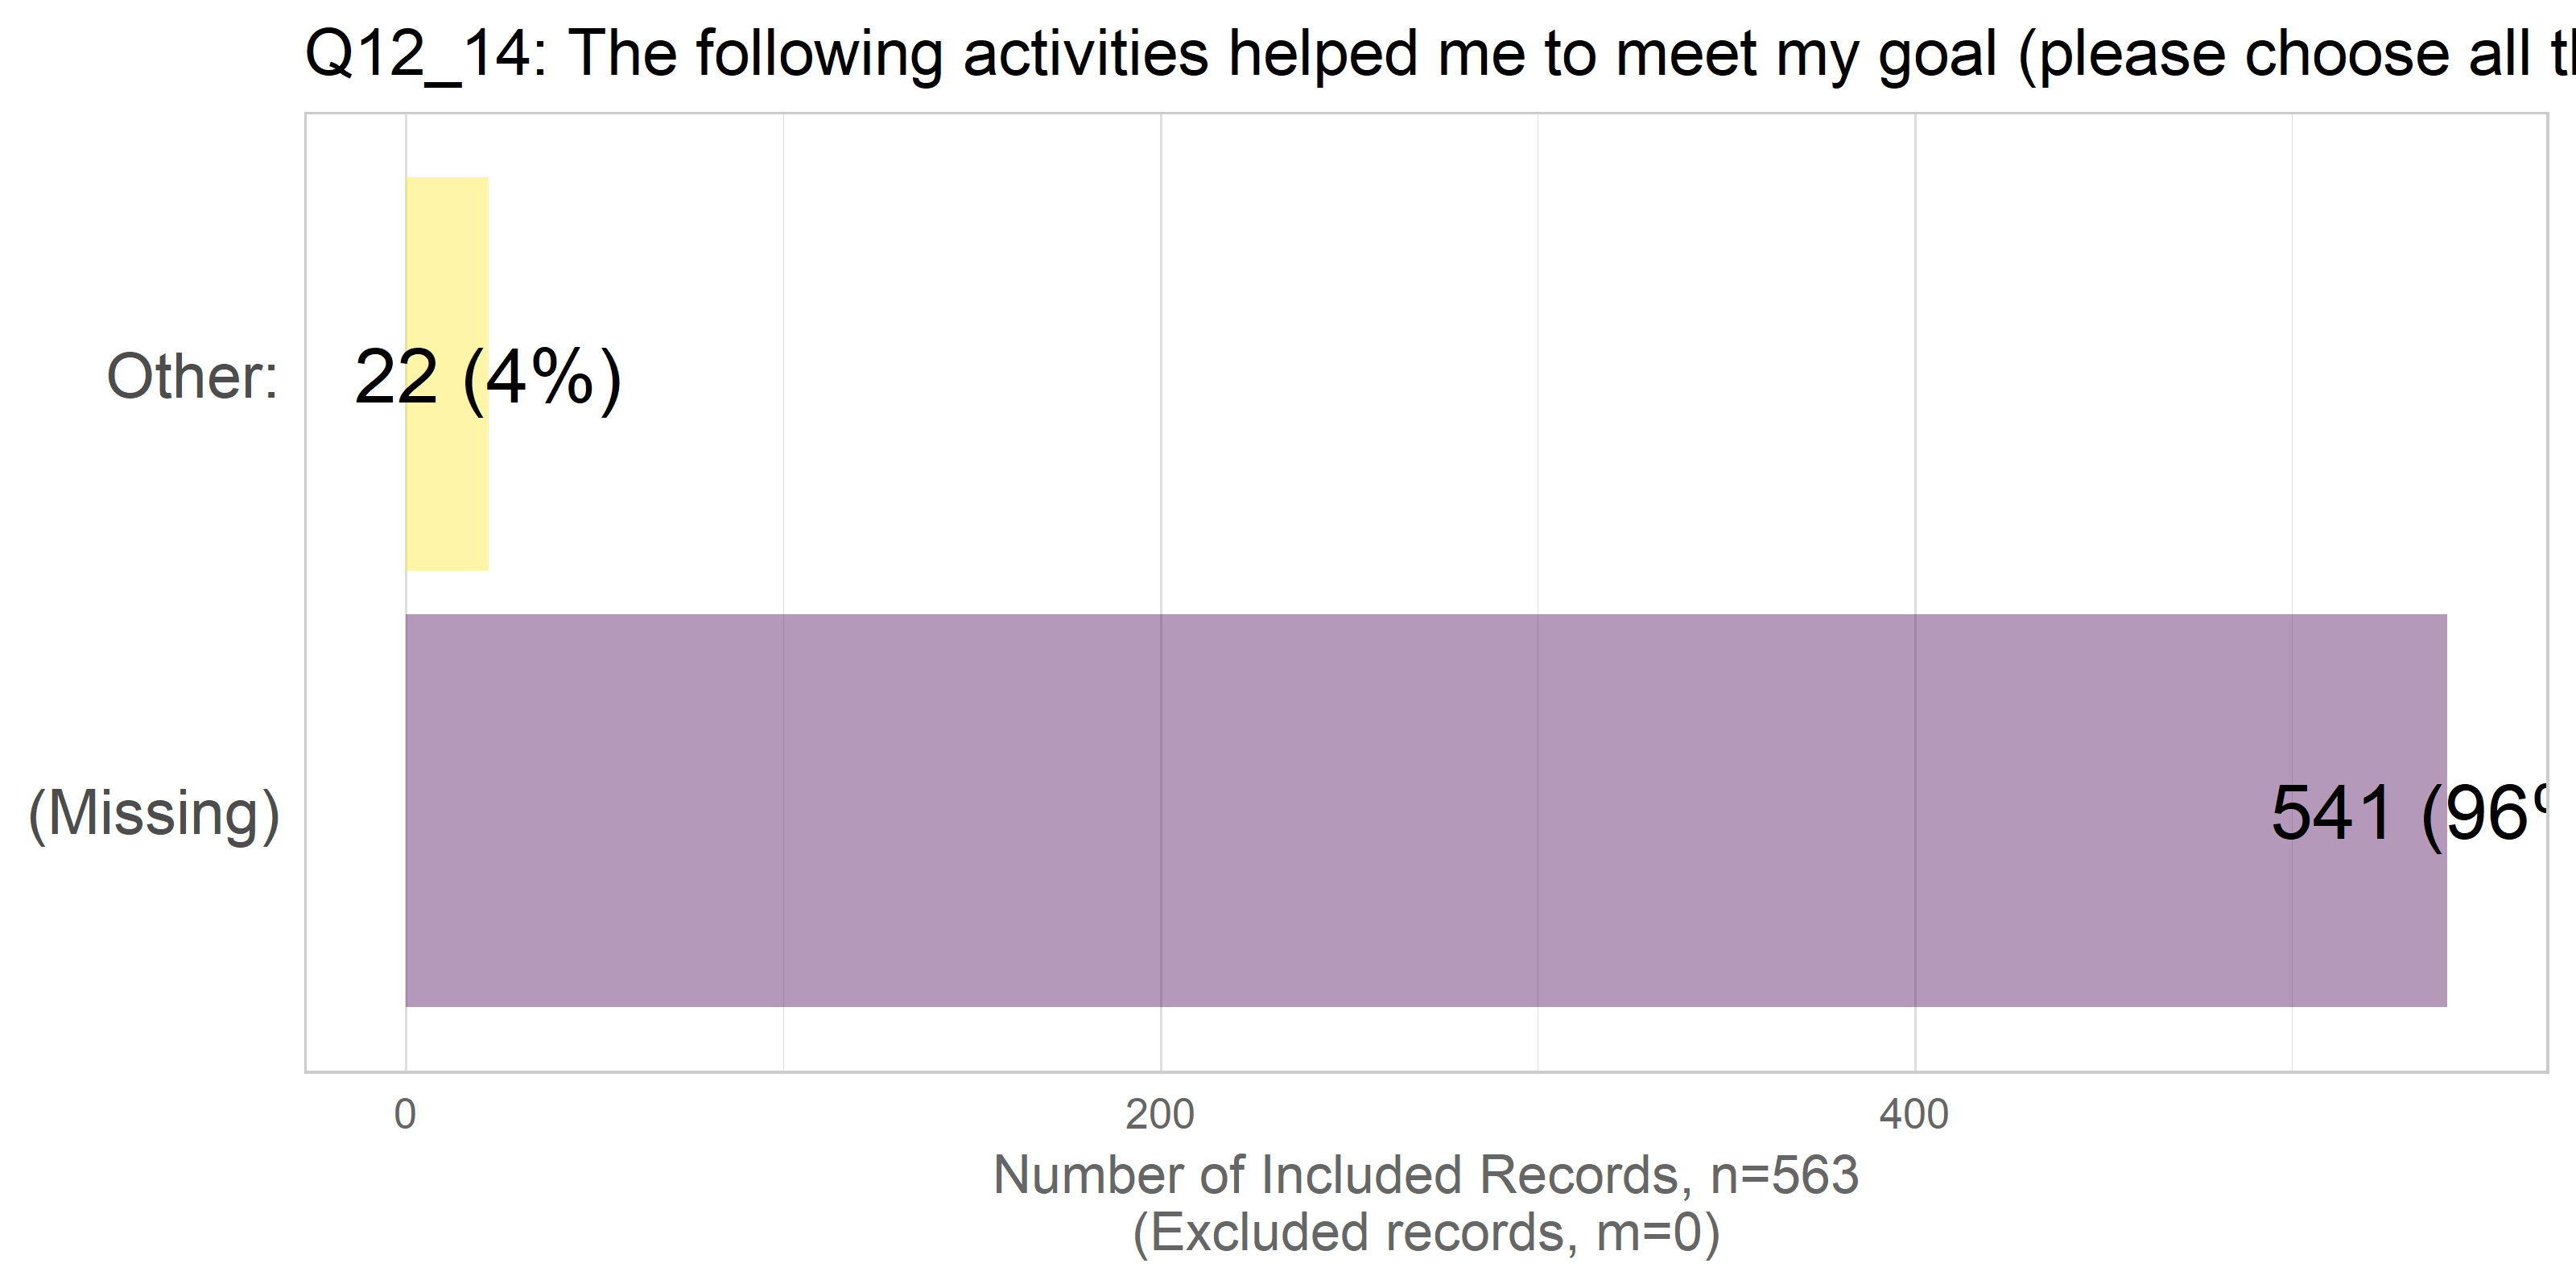 Q12_14: The following activities helped me to meet my goal (please choose all
Other:
22 (4%)
(Missing)
541 (96
0
200
400
Number of Included Records, n=563
(Excluded records, m=0)